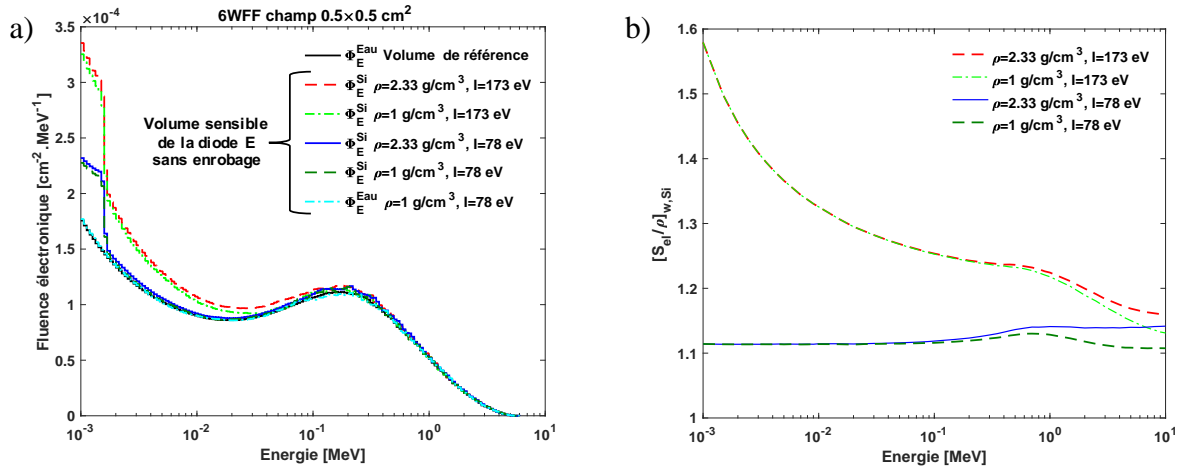 a)
6WFF champ 0.5×0.5 cm²
×10⁻⁴
3.5
3
2.5
2
1.5
1
0.5
0
Fluence électronique [cm⁻².MeV⁻¹]
10⁻³
10⁻²
10⁻¹
10⁰
10¹
Energie [MeV]
Φ_E^Eau Volume de référence
Φ_E^Si ρ=2.33 g/cm³, I=173 eV
Φ_E^Si ρ=1 g/cm³, I=173 eV
Φ_E^Si ρ=2.33 g/cm³, I=78 eV
Φ_E^Si ρ=1 g/cm³, I=78 eV
Φ_E^Eau ρ=1 g/cm³, I=78 eV
Volume sensible
de la diode E
sans enrobage
b)
1.6
1.5
1.4
1.3
1.2
1.1
1
[S_el/ρ]_w,Si
10⁻³
10⁻²
10⁻¹
10⁰
10¹
Energie [MeV]
ρ=2.33 g/cm³, I=173 eV
ρ=1 g/cm³, I=173 eV
ρ=2.33 g/cm³, I=78 eV
ρ=1 g/cm³, I=78 eV